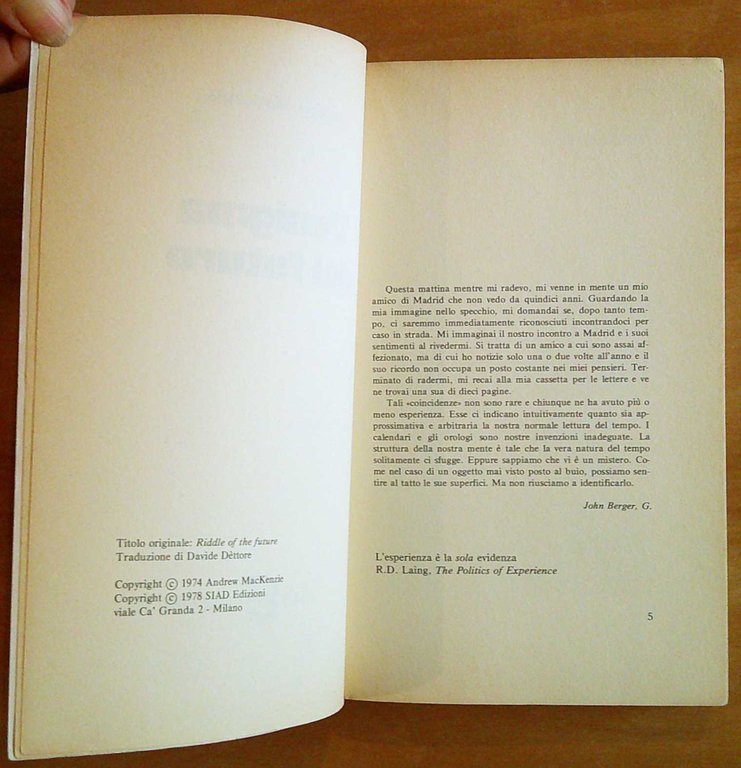 Titolo originale: Riddle of the future
Traduzione di Davide Dèttore
Copyright © 1974 Andrew MacKenzie
Copyright © 1978 SIAD Edizioni
viale Ca' Granda 2 - Milano
Questa mattina mentre mi radevo, mi venne in mente un mio
amico di Madrid che non vedo da quindici anni. Guardando la
mia immagine nello specchio, mi domandai se, dopo tanto tem-
po, ci saremmo immediatamente riconosciuti incontrandoci per
caso in strada. Mi immaginai il nostro incontro a Madrid e i suoi
sentimenti al rivedermi. Si tratta di un amico a cui sono assai af-
fezionato, ma di cui ho notizie solo una o due volte all'anno e il
suo ricordo non occupa un posto costante nei miei pensieri. Ter-
minato di radermi, mi recai alla mia cassetta per le lettere e ve
ne trovai una sua di dieci pagine.
Tali «coincidenze» non sono rare e chiunque ne ha avuto più o
meno esperienza. Esse ci indicano intuitivamente quanto sia ap-
prossimativa e arbitraria la nostra normale lettura del tempo. I
calendari e gli orologi sono nostre invenzioni inadeguate. La
struttura della nostra mente è tale che la vera natura del tempo
solitamente ci sfugge. Eppure sappiamo che vi è un mistero. Co-
me nel caso di un oggetto mai visto posto al buio, possiamo sen-
tire al tatto le sue superfici. Ma non riusciamo a identificarlo.
John Berger, G.
L'esperienza è la sola evidenza
R.D. Laing, The Politics of Experience
5